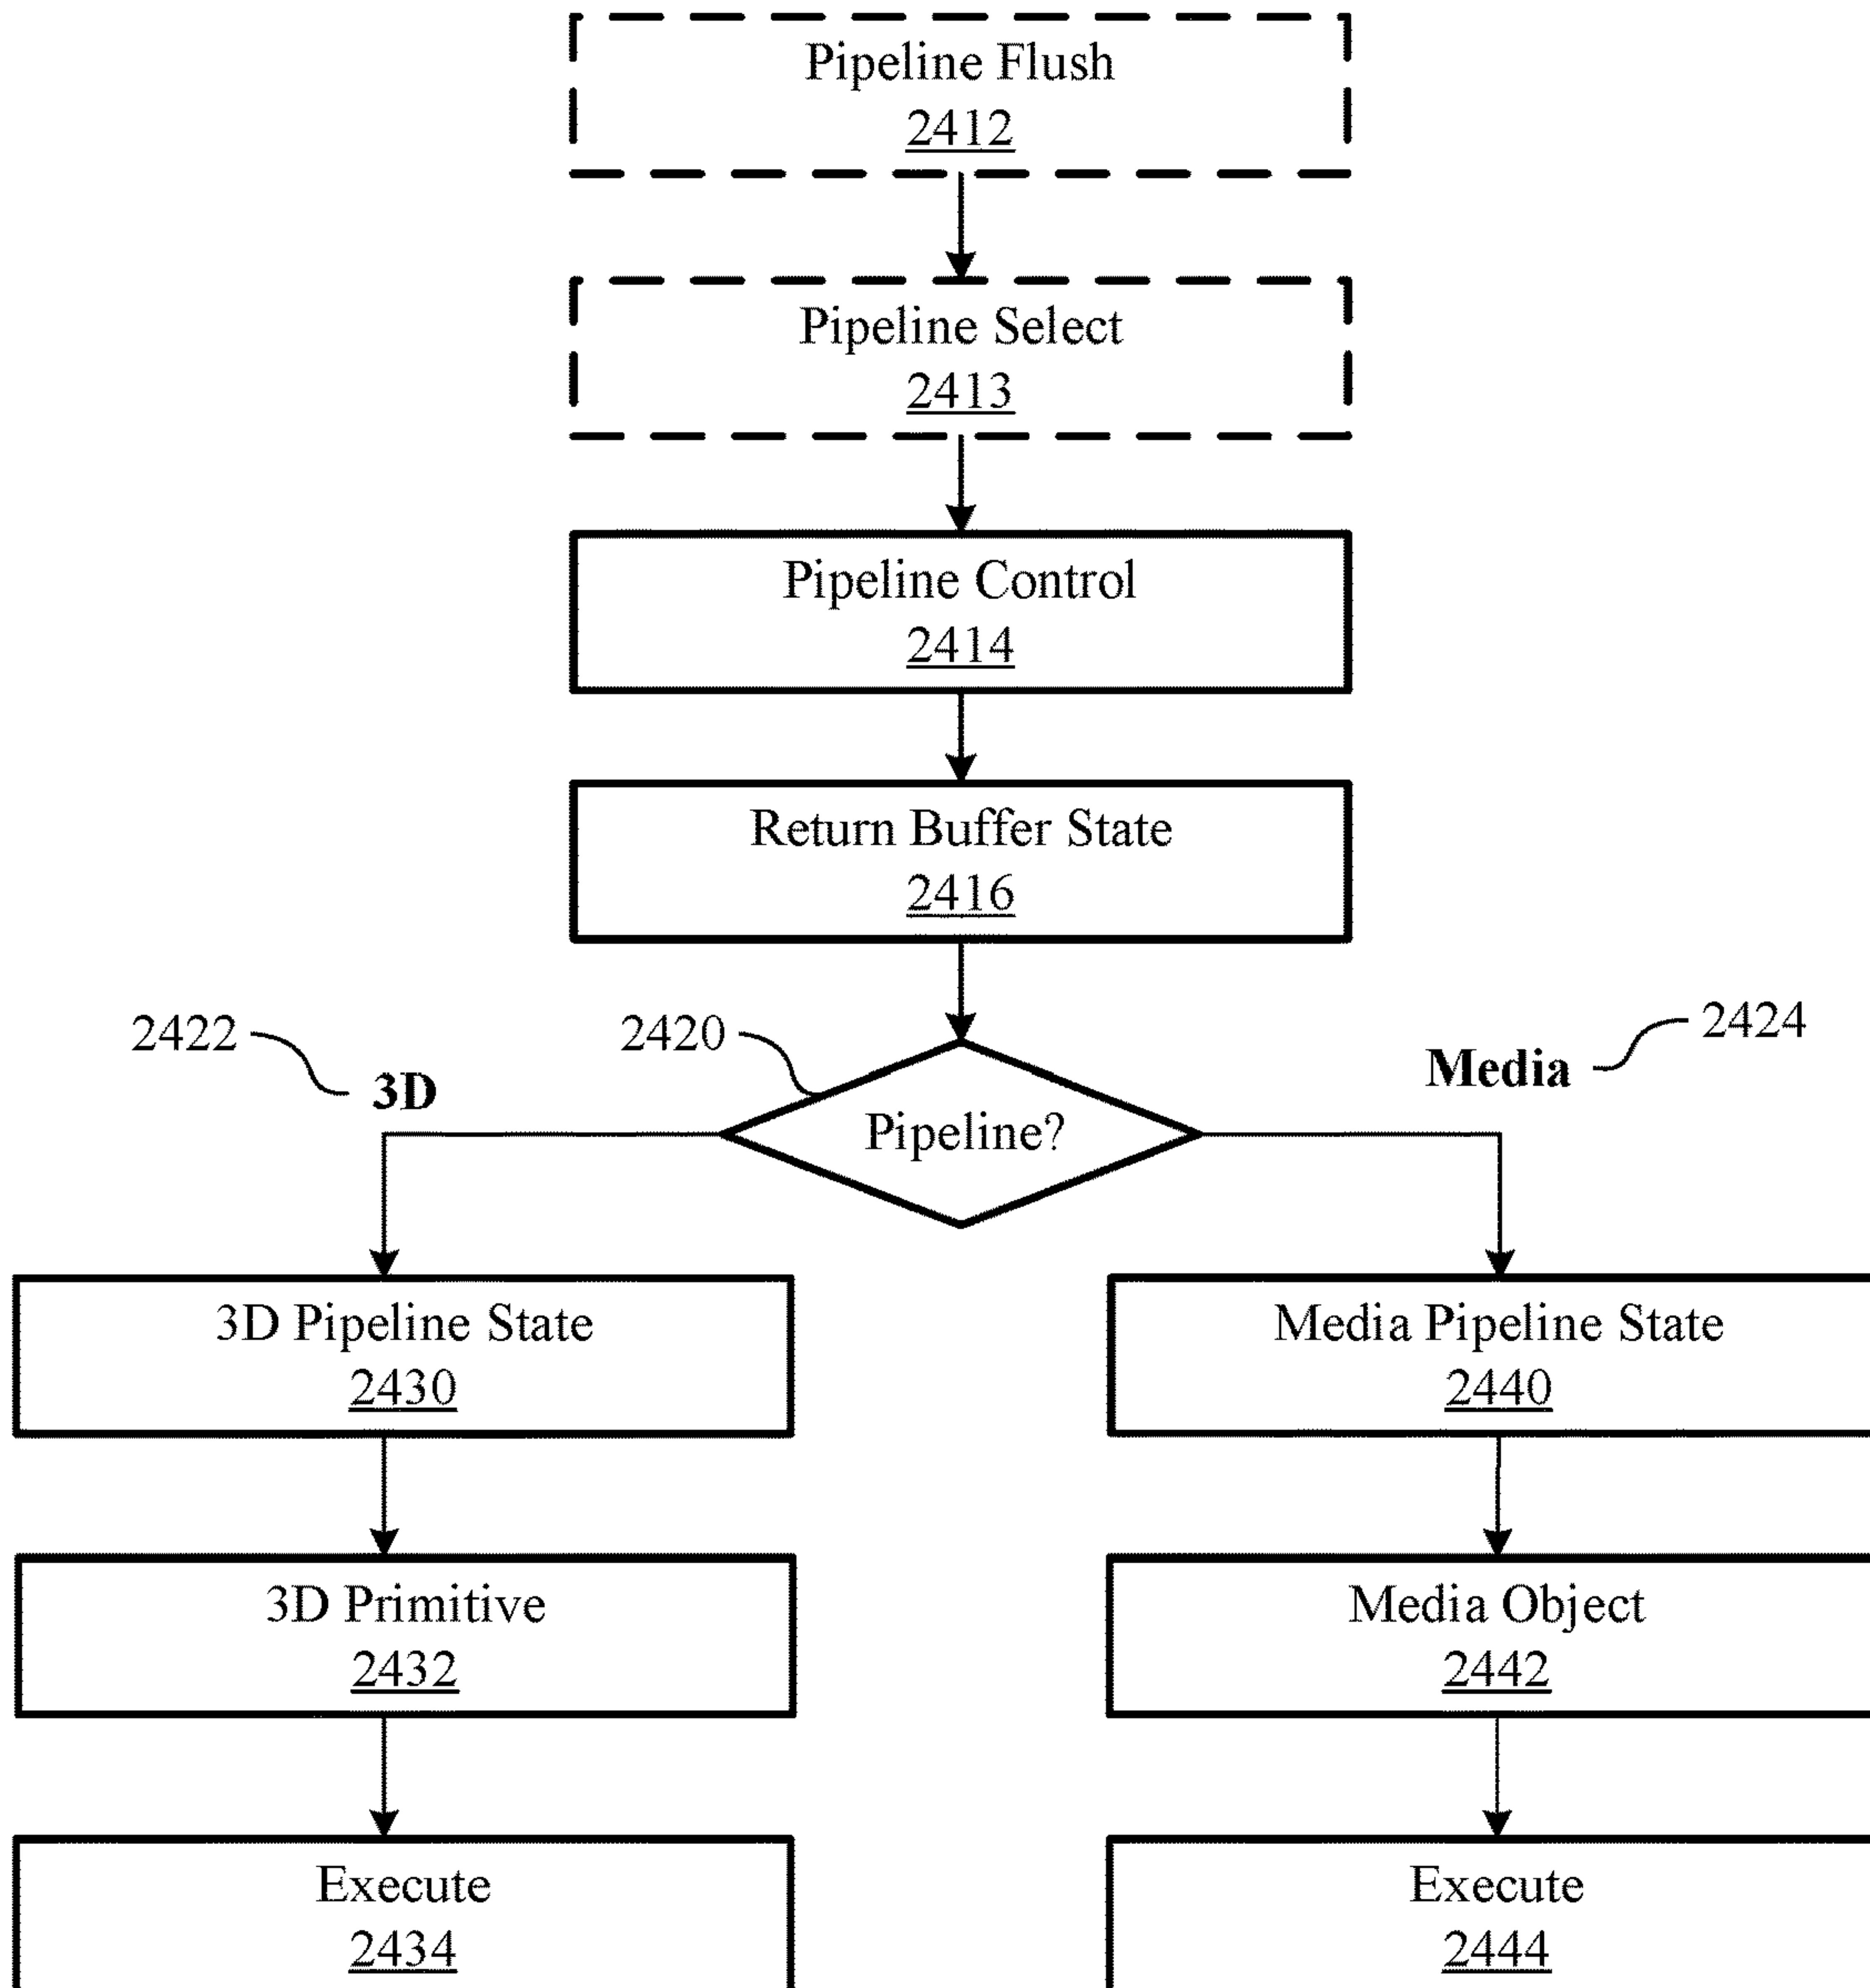 Pipeline Flush
2412
Pipeline Select
2413
Pipeline Control
2414
Return Buffer State
2416
2422
3D
2420
Pipeline?
Media
2424
3D Pipeline State
2430
Media Pipeline State
2440
3D Primitive
2432
Media Object
2442
Execute
2434
Execute
2444